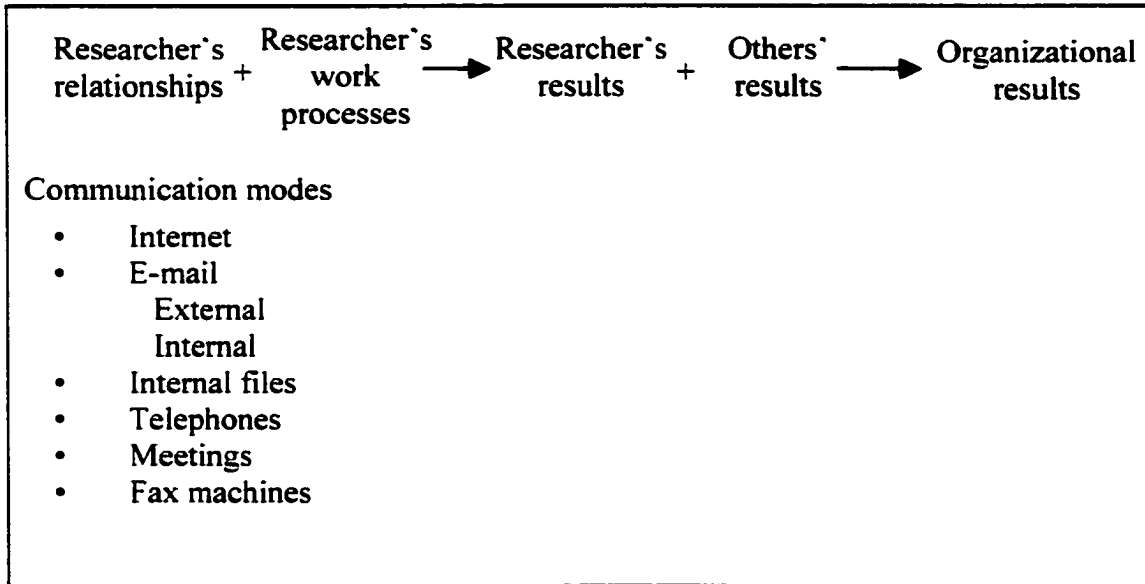 Researcher`s relationships + Researcher`s work processes → Researcher`s results + Others` results → Organizational results
Communication modes
• Internet
• E-mail
External
Internal
• Internal files
• Telephones
• Meetings
• Fax machines